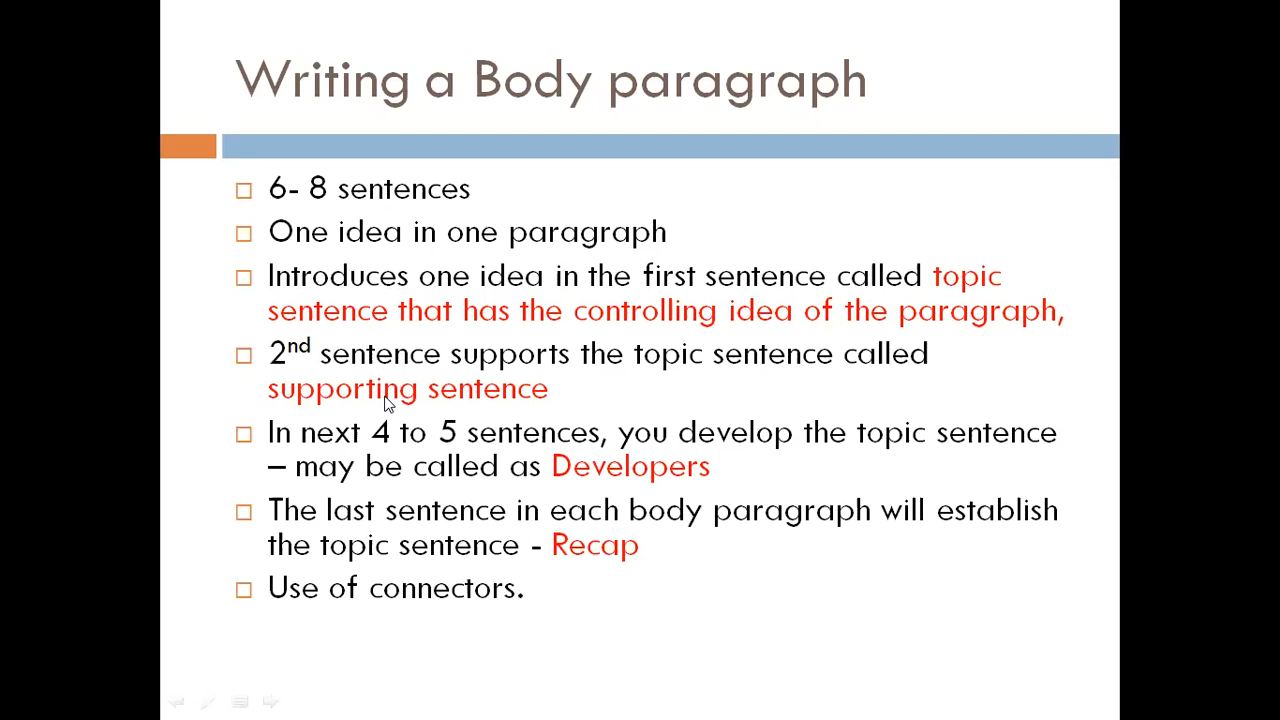 Writing a Body paragraph
6- 8 sentences
One idea in one paragraph
Introduces one idea in the first sentence called topic
sentence that has the controlling idea of the paragraph,
2nd sentence supports the topic sentence called
supporting sentence
In next 4 to 5 sentences, you develop the topic sentence
– may be called as Developers
The last sentence in each body paragraph will establish
the topic sentence - Recap
Use of connectors.